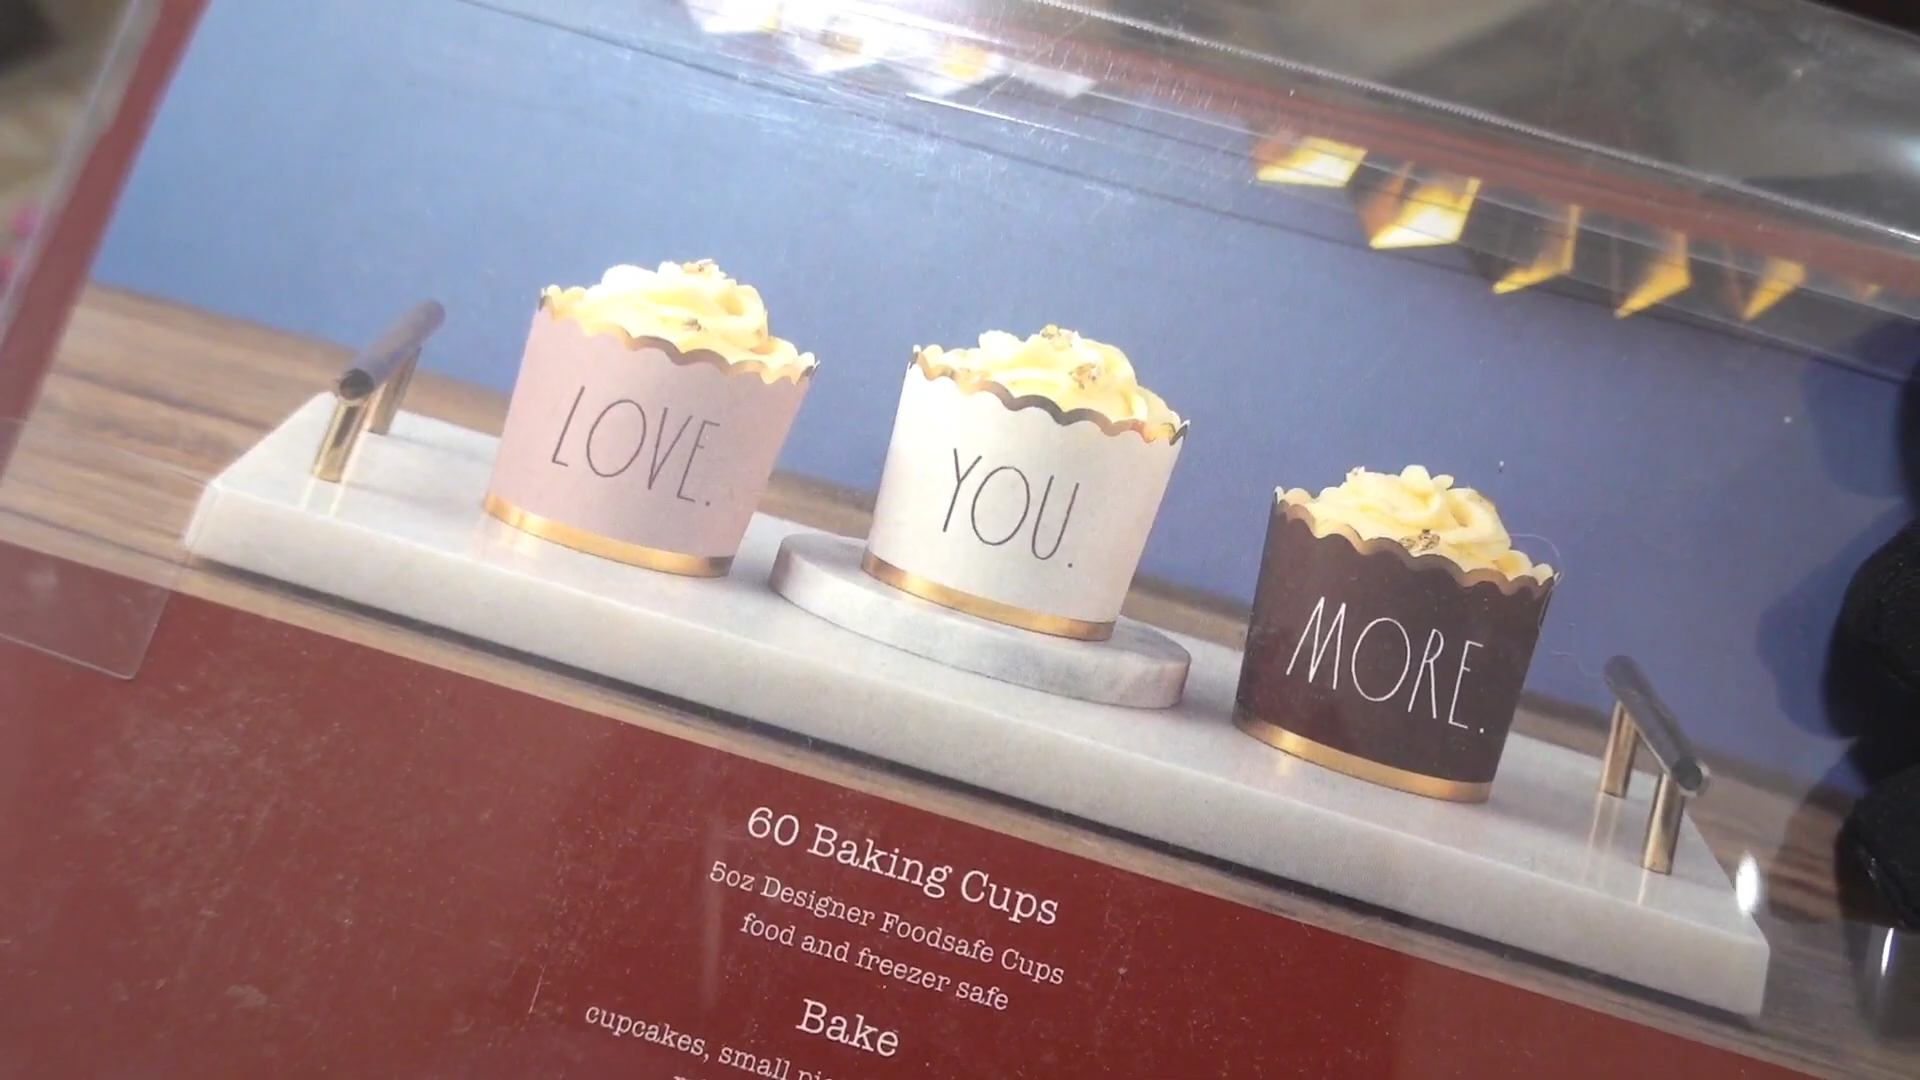 LOVE.
YOU.
MORE.
60 Baking Cups
5oz Designer Foodsafe Cups
food and freezer safe
Bake
cupcakes, small